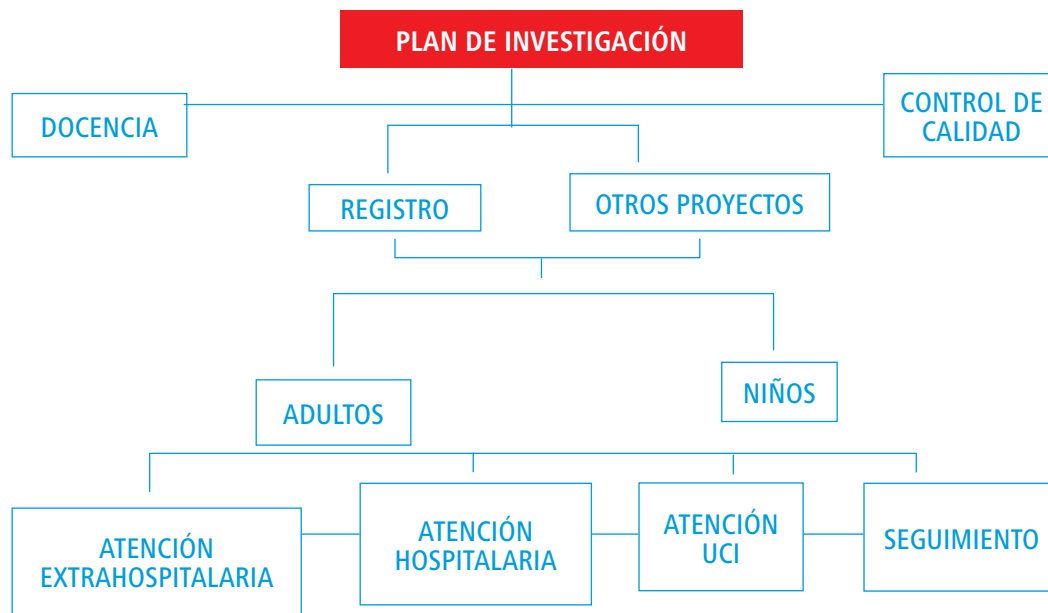 PLAN DE INVESTIGACIÓN
DOCENCIA
CONTROL DE
CALIDAD
REGISTRO
OTROS PROYECTOS
ADULTOS
NIÑOS
ATENCIÓN
EXTRAHOSPITALARIA
ATENCIÓN
HOSPITALARIA
ATENCIÓN
UCI
SEGUIMIENTO